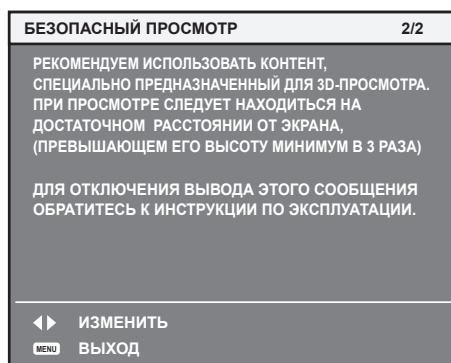 БЕЗОПАСНЫЙ ПРОСМОТР 2/2
РЕКОМЕНДУЕМ ИСПОЛЬЗОВАТЬ КОНТЕНТ,
СПЕЦИАЛЬНО ПРЕДНАЗНАЧЕННЫЙ ДЛЯ 3D-ПРОСМОТРА.
ПРИ ПРОСМОТРЕ СЛЕДУЕТ НАХОДИТЬСЯ НА
ДОСТАТОЧНОМ РАССТОЯНИИ ОТ ЭКРАНА,
(ПРЕВЫШАЮЩЕМ ЕГО ВЫСОТУ МИНИМУМ В 3 РАЗА)
ДЛЯ ОТКЛЮЧЕНИЯ ВЫВОДА ЭТОГО СООБЩЕНИЯ
ОБРАТИТЕСЬ К ИНСТРУКЦИИ ПО ЭКСПЛУАТАЦИИ.
ИЗМЕНИТЬ
MENU ВЫХОД